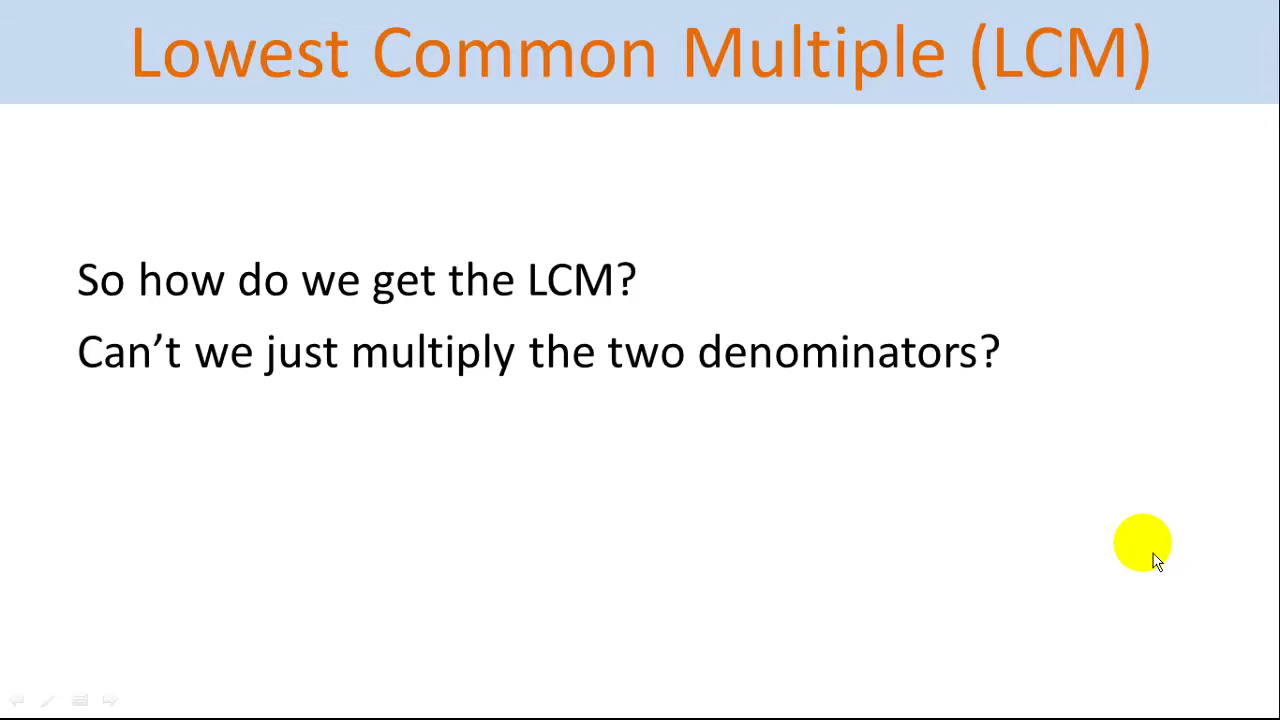 Lowest Common Multiple (LCM)
So how do we get the LCM?
Can’t we just multiply the two denominators?